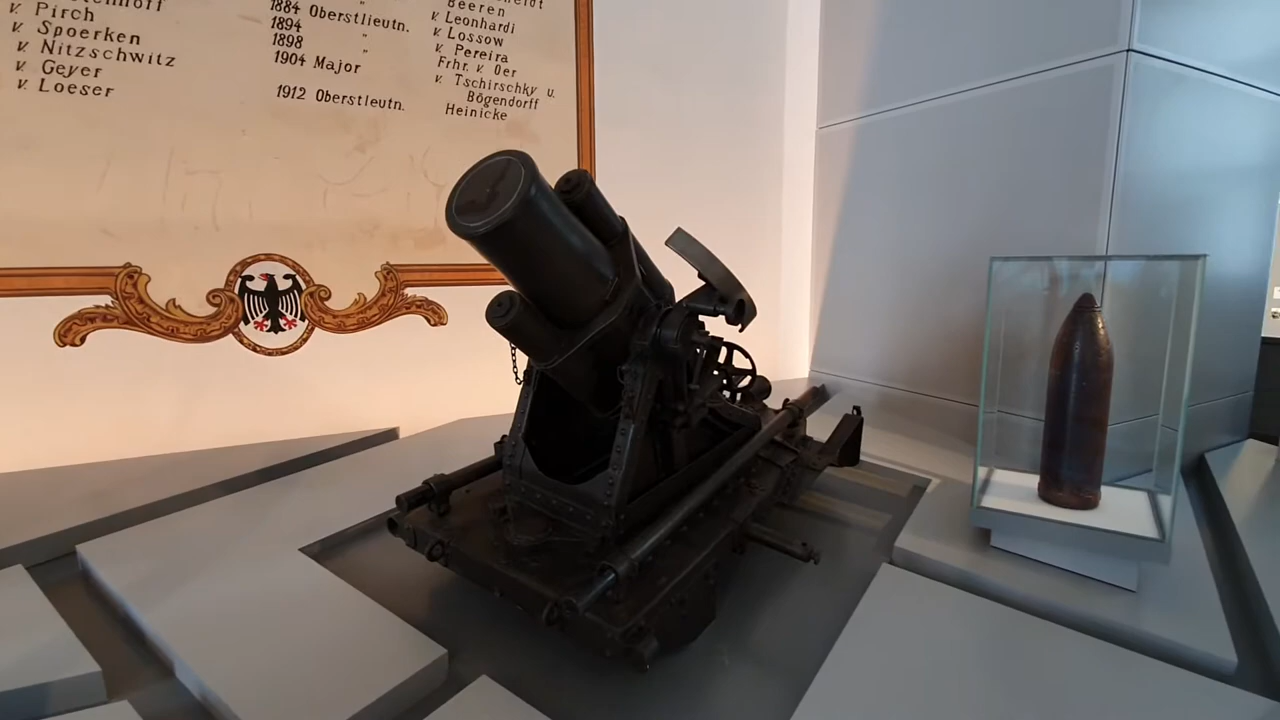 v. Pirch
v. Spoerken
v. Nitzschwitz
v. Geyer
v. Loeser
1884 Oberstlieutn.
1894 "
1898 "
1904 Major
1912 Oberstleutn.
Beeren
v. Leonhardi
v. Lossow
v. Pereira
Frhr. v. Oer
v. Tschirschky u.
Bögendorff
Heinicke